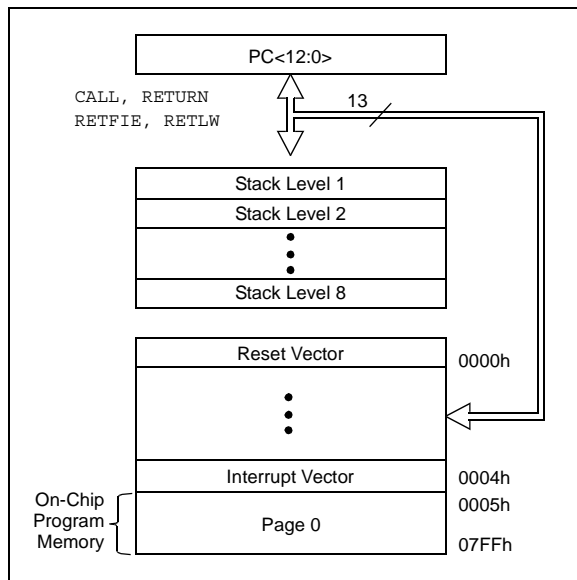 PC<12:0>
CALL, RETURN
RETFIE, RETLW
13
Stack Level 1
Stack Level 2
Stack Level 8
Reset Vector
0000h
Interrupt Vector
0004h
On-Chip
Program
Memory
0005h
Page 0
07FFh